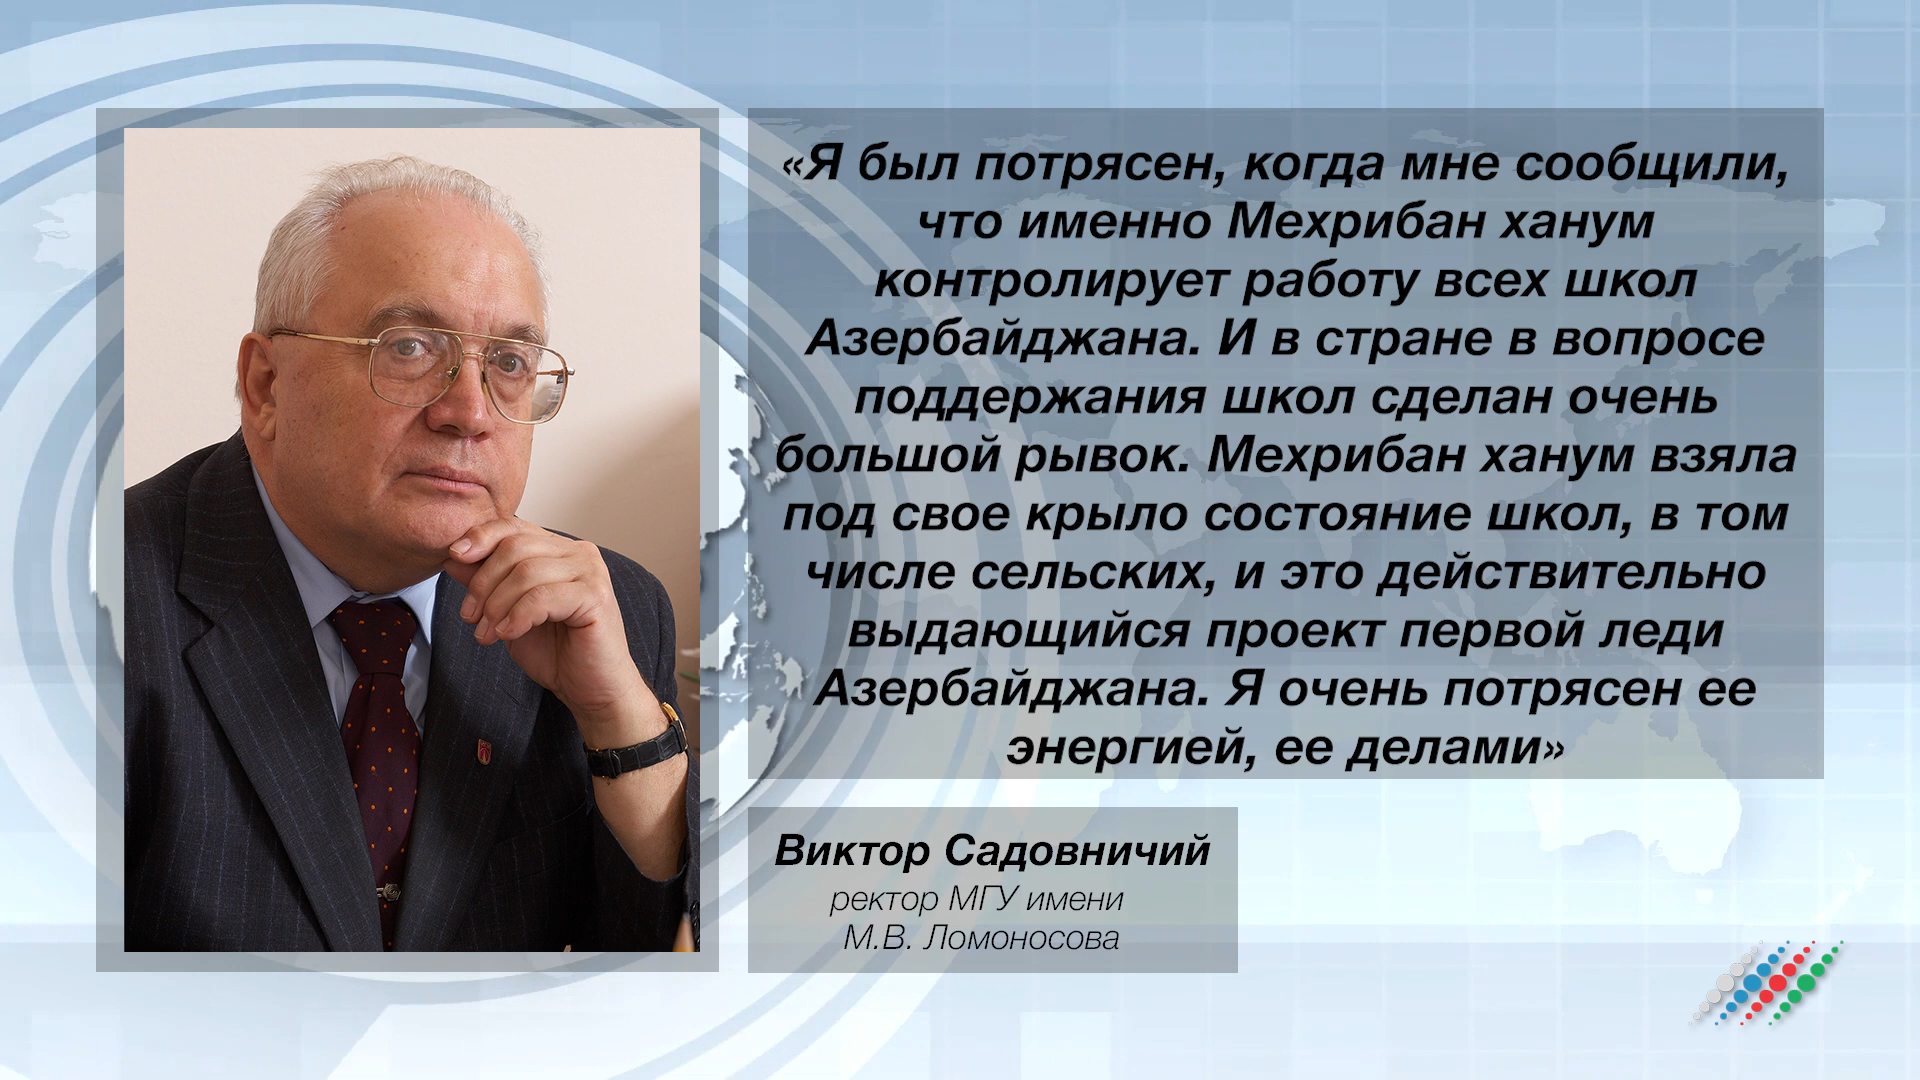 «Я был потрясен, когда мне сообщили,
что именно Мехрибан ханум
контролирует работу всех школ
Азербайджана. И в стране в вопросе
поддержания школ сделан очень
большой рывок. Мехрибан ханум взяла
под свое крыло состояние школ, в том
числе сельских, и это действительно
выдающийся проект первой леди
Азербайджана. Я очень потрясен ее
энергией, ее делами»
Виктор Садовничий
ректор МГУ имени
М.В. Ломоносова